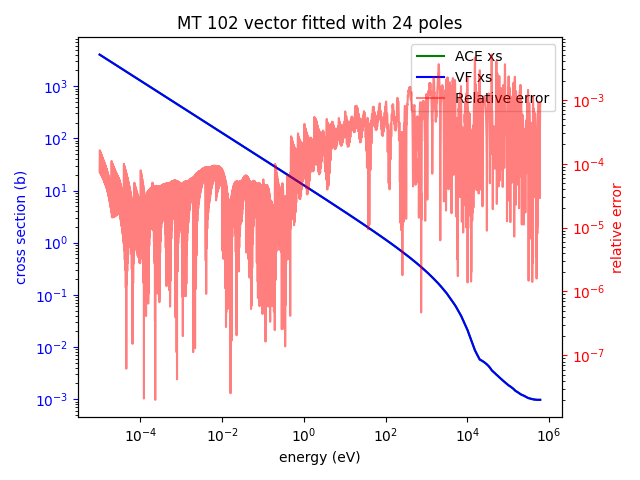 MT 102 vector fitted with 24 poles
ACE xs
VF xs
Relative error
cross section (b)
10³
10²
10¹
10⁰
10⁻¹
10⁻²
10⁻³
10⁻³
10⁻⁴
10⁻⁵
10⁻⁶
10⁻⁷
relative error
10⁻⁴
10⁻²
10⁰
10²
10⁴
10⁶
energy (eV)